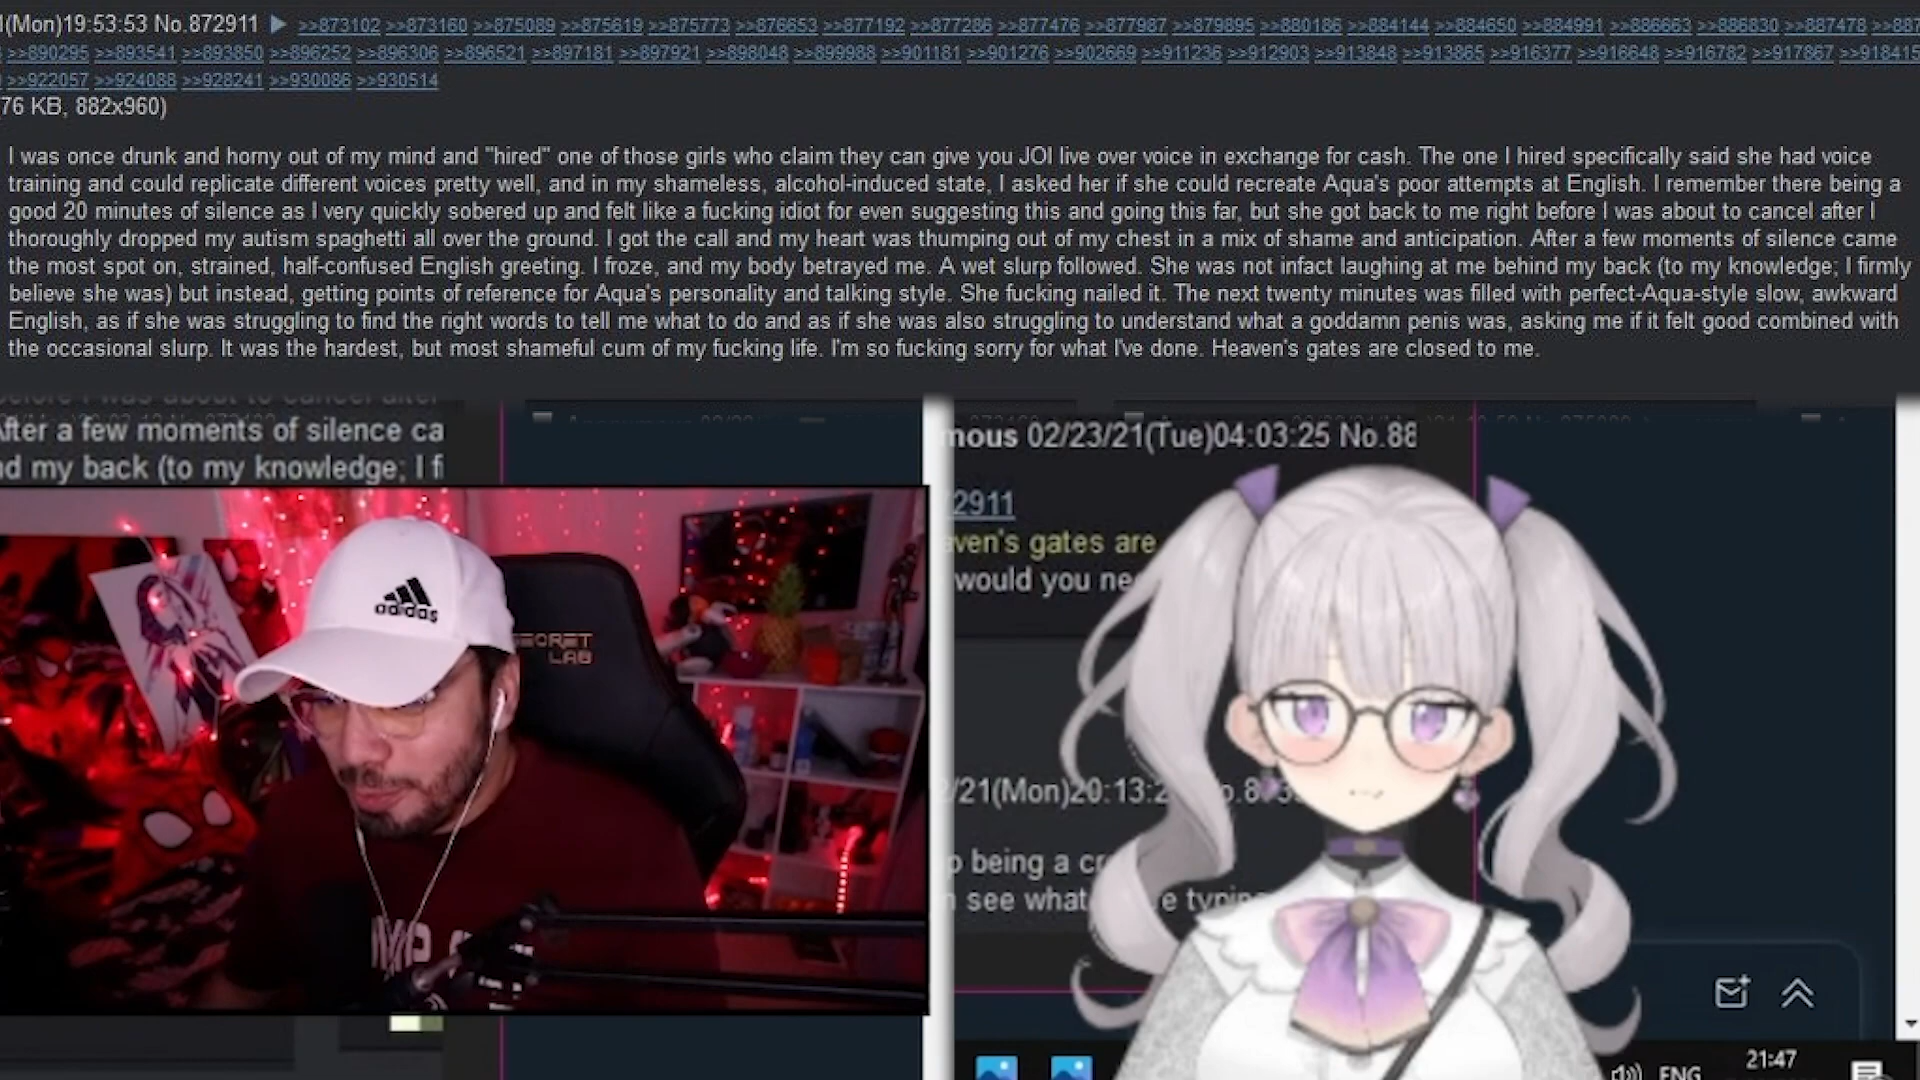 (Mon)19:53:53 No.872911 ▶ >>873102 >>873160 >>875089 >>875619 >>875773 >>876653 >>877192 >>877286 >>877476 >>877987 >>879895 >>880186 >>884144 >>884650 >>884991 >>886663 >>886830 >>887478
>>890295 >>893541 >>893850 >>896252 >>896306 >>896521 >>897181 >>897921 >>898048 >>899988 >>901181 >>901276 >>902669 >>911236 >>912903 >>913848 >>913865 >>916377 >>916648 >>916782 >>917867 >>918415
>>922057 >>924088 >>928241 >>930086 >>930514
76 KB, 882x960)
I was once drunk and horny out of my mind and "hired" one of those girls who claim they can give you JOI live over voice in exchange for cash. The one I hired specifically said she had voice
training and could replicate different voices pretty well, and in my shameless, alcohol-induced state, I asked her if she could recreate Aqua's poor attempts at English. I remember there being a
good 20 minutes of silence as I very quickly sobered up and felt like a fucking idiot for even suggesting this and going this far, but she got back to me right before I was about to cancel after I
thoroughly dropped my autism spaghetti all over the ground. I got the call and my heart was thumping out of my chest in a mix of shame and anticipation. After a few moments of silence came
the most spot on, strained, half-confused English greeting. I froze, and my body betrayed me. A wet slurp followed. She was not infact laughing at me behind my back (to my knowledge; I firmly
believe she was) but instead, getting points of reference for Aqua's personality and talking style. She fucking nailed it. The next twenty minutes was filled with perfect-Aqua-style slow, awkward
English, as if she was struggling to find the right words to tell me what to do and as if she was also struggling to understand what a goddamn penis was, asking me if it felt good combined with
the occasional slurp. It was the hardest, but most shameful cum of my fucking life. I'm so fucking sorry for what I've done. Heaven's gates are closed to me.
After a few moments of silence ca
nd my back (to my knowledge; I fi
mous 02/23/21(Tue)04:03:25 No.88
2911
aven's gates are
would you ne
adidas
SECRET
LAB
/21(Mon)20:13:2
p being a cr
see what
e typing
21:47
ENG